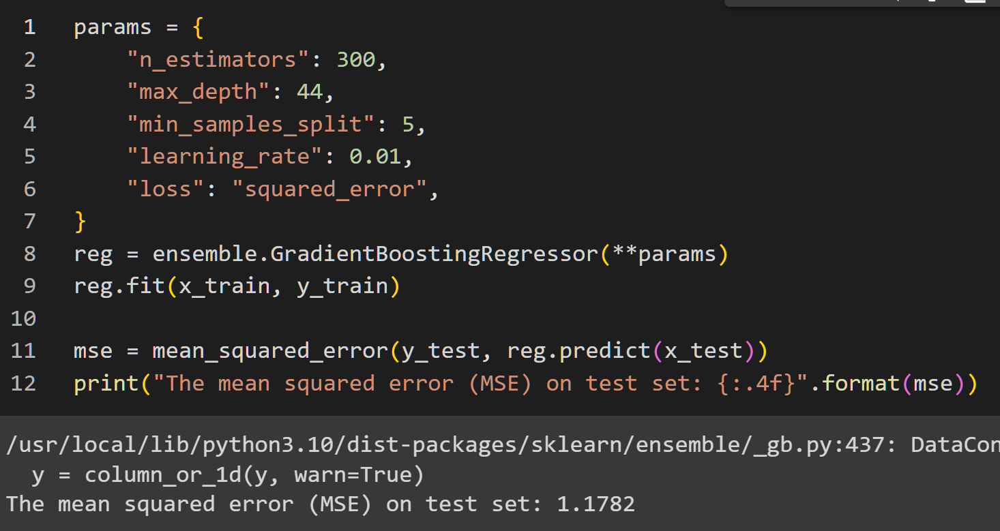 1 params = {
2     "n_estimators": 300,
3     "max_depth": 44,
4     "min_samples_split": 5,
5     "learning_rate": 0.01,
6     "loss": "squared_error",
7 }
8 reg = ensemble.GradientBoostingRegressor(**params)
9 reg.fit(x_train, y_train)
10
11 mse = mean_squared_error(y_test, reg.predict(x_test))
12 print("The mean squared error (MSE) on test set: {:.4f}".format(mse))
/usr/local/lib/python3.10/dist-packages/sklearn/ensemble/_gb.py:437: DataCon
  y = column_or_1d(y, warn=True)
The mean squared error (MSE) on test set: 1.1782